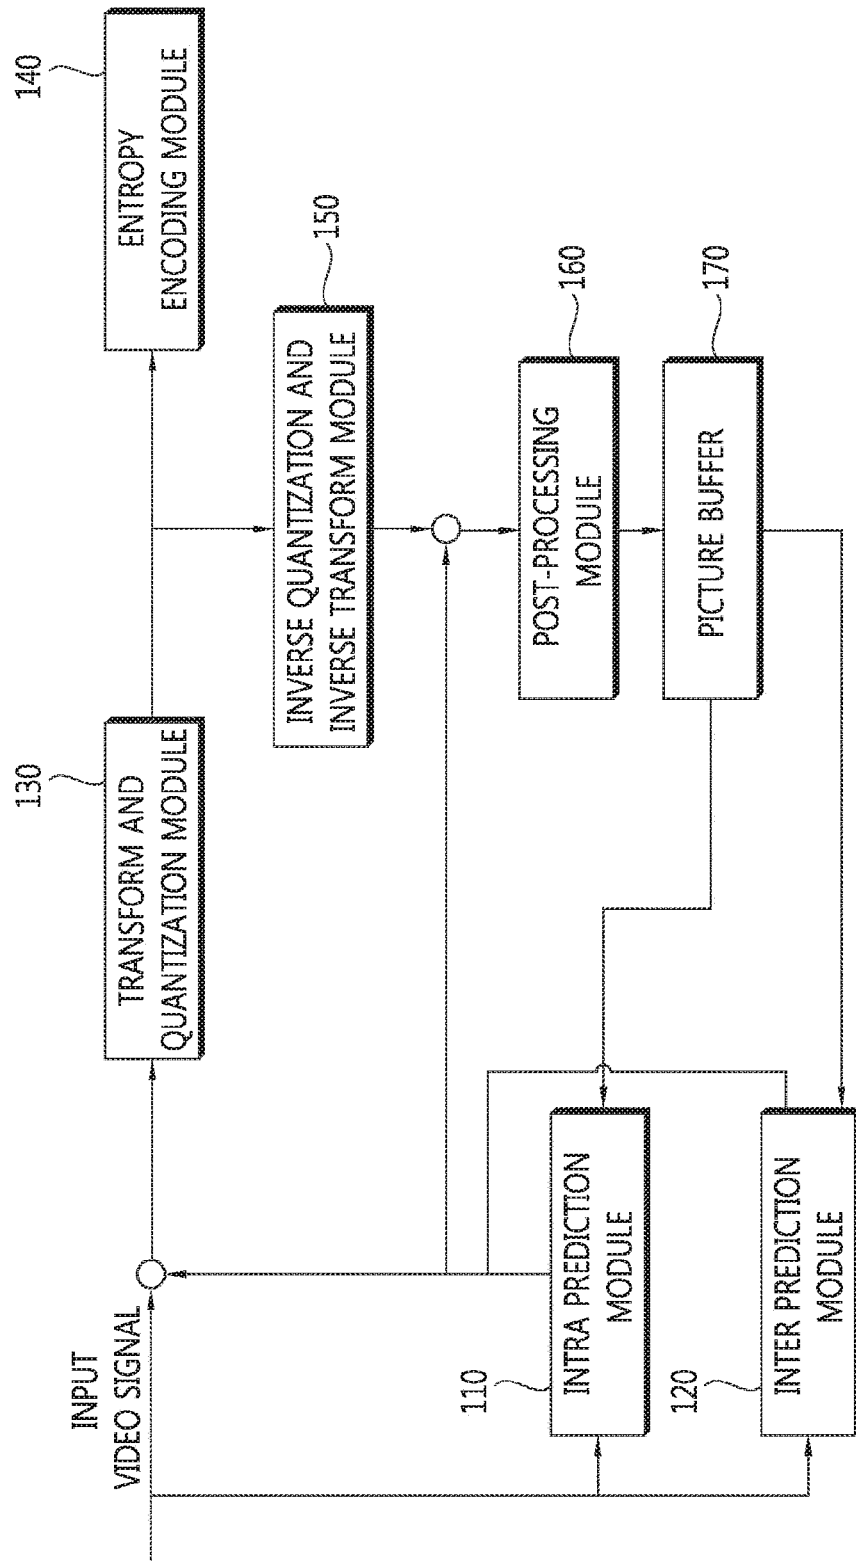 INPUT
VIDEO SIGNAL
TRANSFORM AND
QUANTIZATION MODULE
130
ENTROPY
ENCODING MODULE
140
INVERSE QUANTIZATION AND
INVERSE TRANSFORM MODULE
150
110
INTRA PREDICTION
MODULE
POST-PROCESSING
MODULE
160
120
INTER PREDICTION
MODULE
PICTURE BUFFER
170